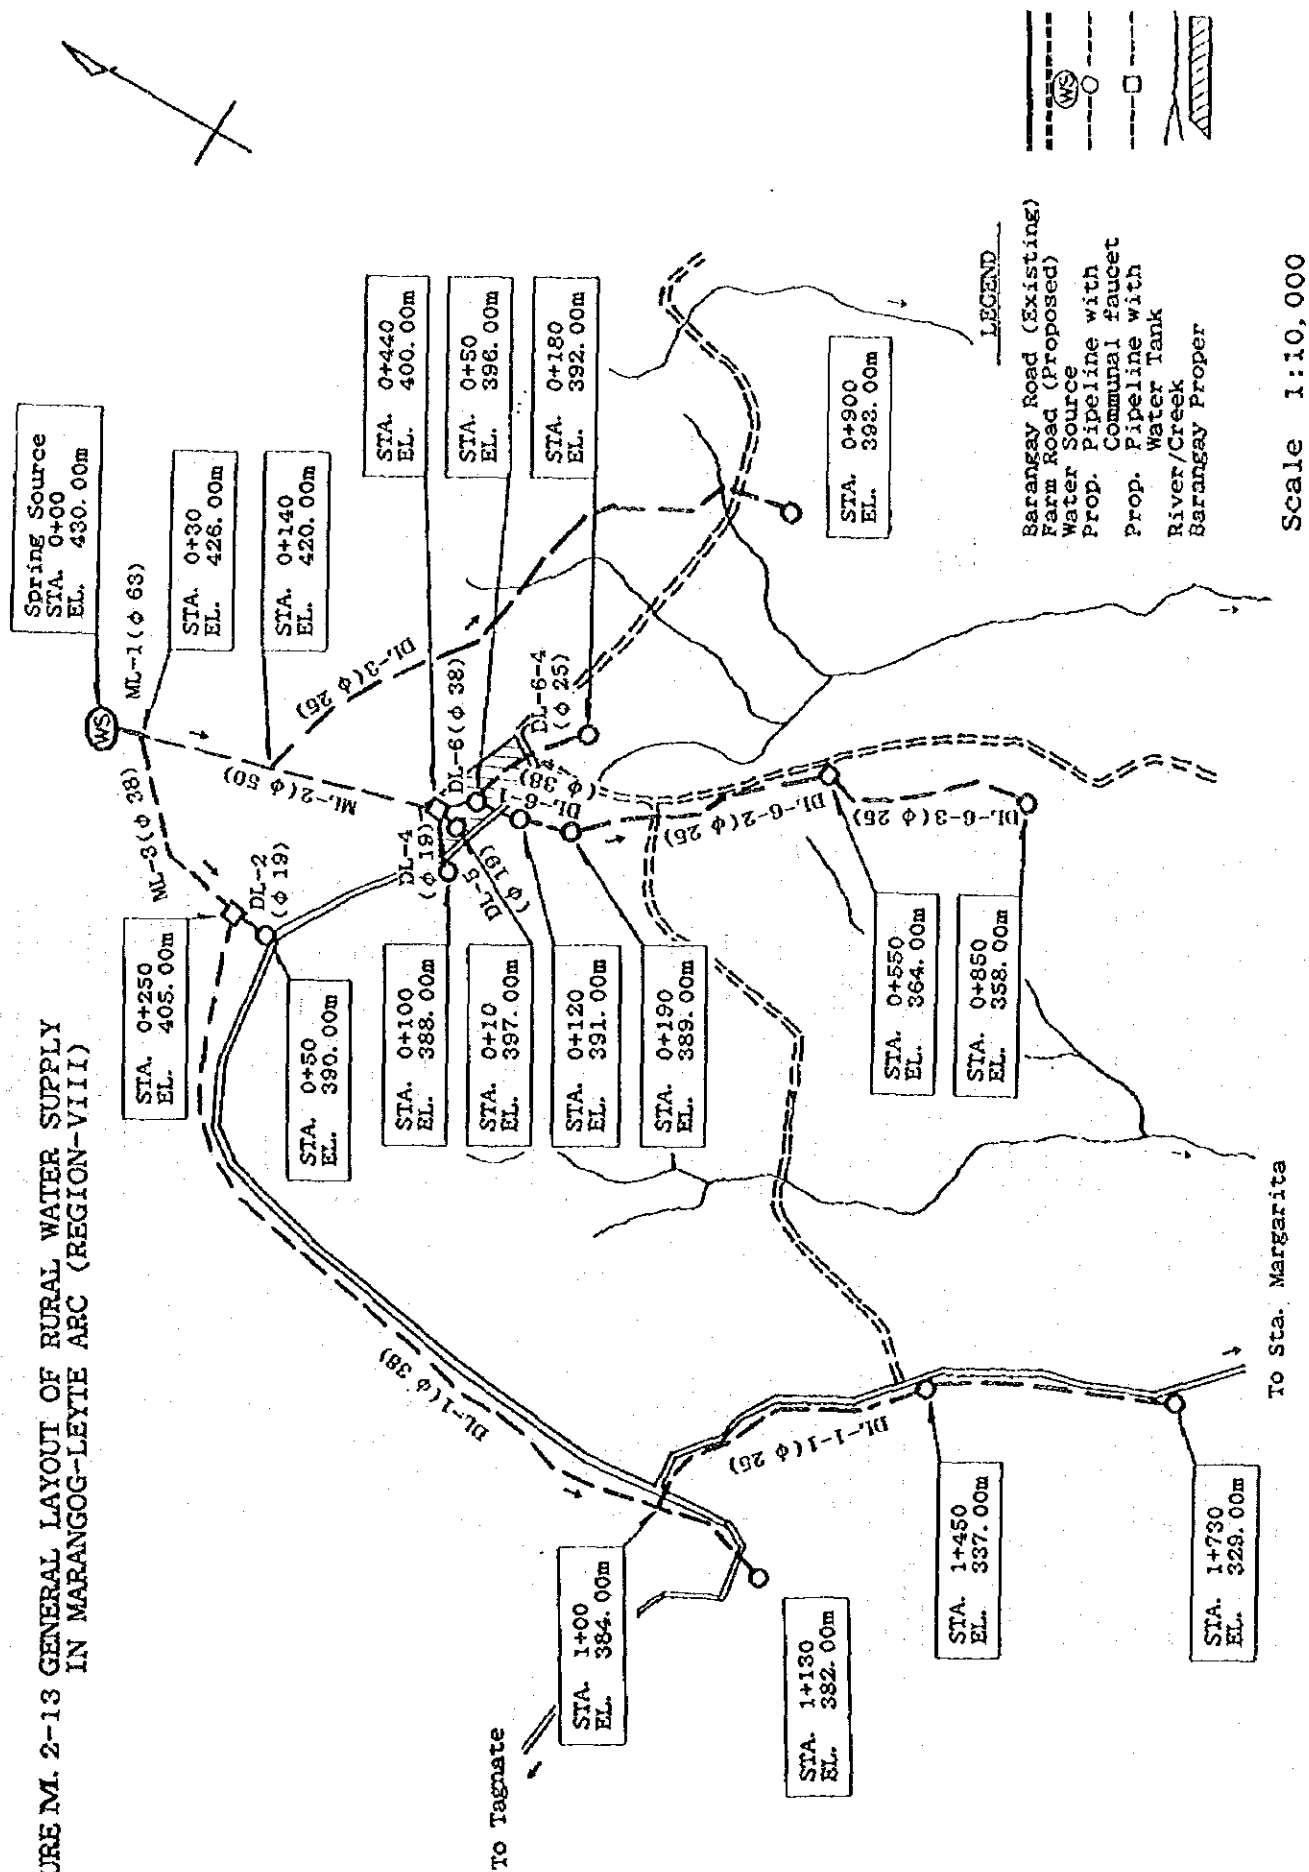 URE M. 2-13 GENERAL LAYOUT OF RURAL WATER SUPPLY
IN MARANGOG-LEYTE ARC (REGION-VIII)
Spring Source
STA. 0+00
EL. 430.00m
WS
ML-1(φ 63)
STA. 0+30
EL. 426.00m
STA. 0+140
EL. 420.00m
ML-3(φ 38)
ML-2(φ 50)
DL-3(φ 25)
STA. 0+250
EL. 405.00m
DL-2
(φ 19)
STA. 0+50
EL. 390.00m
STA. 0+440
EL. 400.00m
STA. 0+50
EL. 396.00m
STA. 0+180
EL. 392.00m
DL-4
(φ 19)
DL-5
(φ 19)
DL-6(φ 38)
DL-6-1
(φ 38)
DL-6-4
(φ 25)
STA. 0+100
EL. 388.00m
STA. 0+10
EL. 397.00m
STA. 0+120
EL. 391.00m
STA. 0+190
EL. 389.00m
DL-6-2(φ 25)
DL-6-3(φ 25)
STA. 0+900
EL. 393.00m
STA. 0+550
EL. 364.00m
STA. 0+850
EL. 358.00m
DL-1(φ 38)
DL-1-1(φ 25)
STA. 1+00
EL. 384.00m
STA. 1+130
EL. 382.00m
STA. 1+450
EL. 337.00m
STA. 1+730
EL. 329.00m
To Tagnate
To Sta. Margarita
LEGEND
Barangay Road (Existing)
Farm Road (Proposed)
Water Source
WS
Prop. Pipeline with
Communal faucet
Prop. Pipeline with
Water Tank
River/Creek
Barangay Proper
Scale 1:10,000